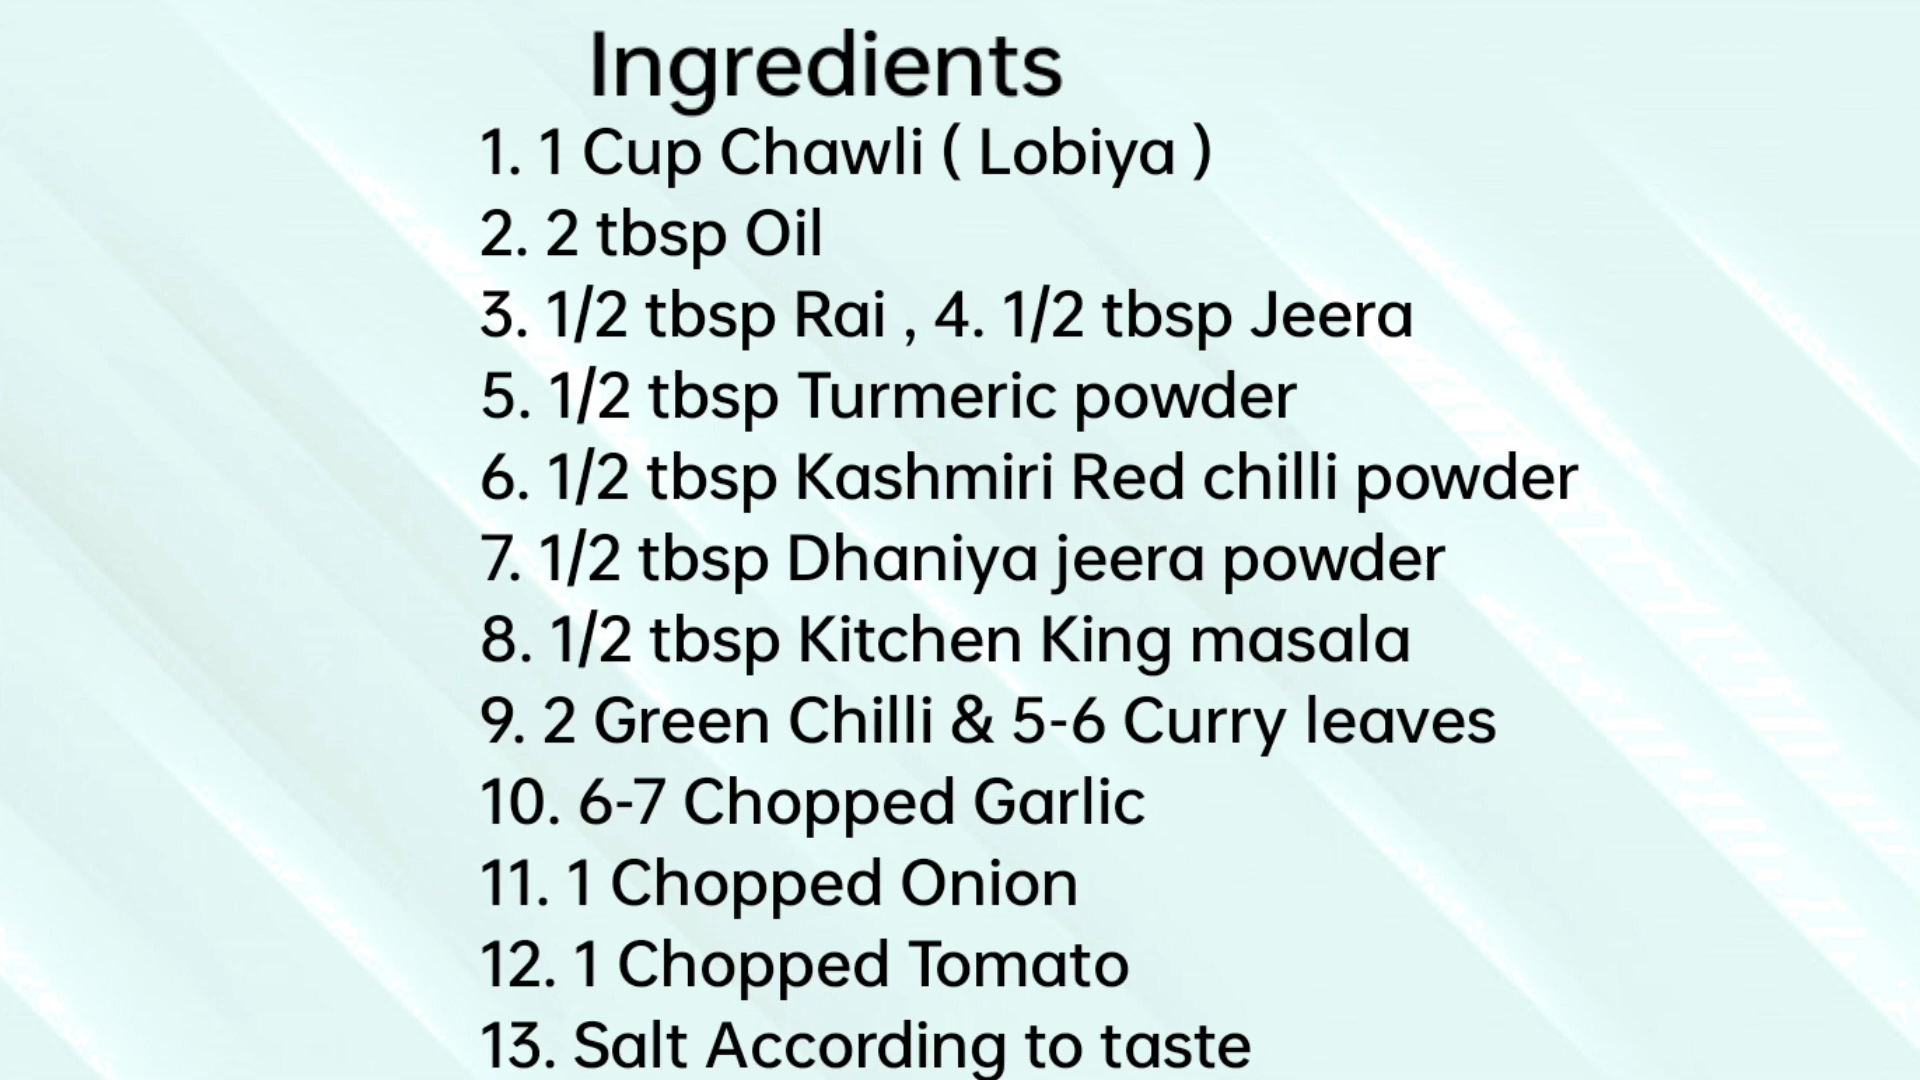 Ingredients
1. 1 Cup Chawli ( Lobiya )
2. 2 tbsp Oil
3. 1/2 tbsp Rai , 4. 1/2 tbsp Jeera
5. 1/2 tbsp Turmeric powder
6. 1/2 tbsp Kashmiri Red chilli powder
7. 1/2 tbsp Dhaniya jeera powder
8. 1/2 tbsp Kitchen King masala
9. 2 Green Chilli & 5-6 Curry leaves
10. 6-7 Chopped Garlic
11. 1 Chopped Onion
12. 1 Chopped Tomato
13. Salt According to taste